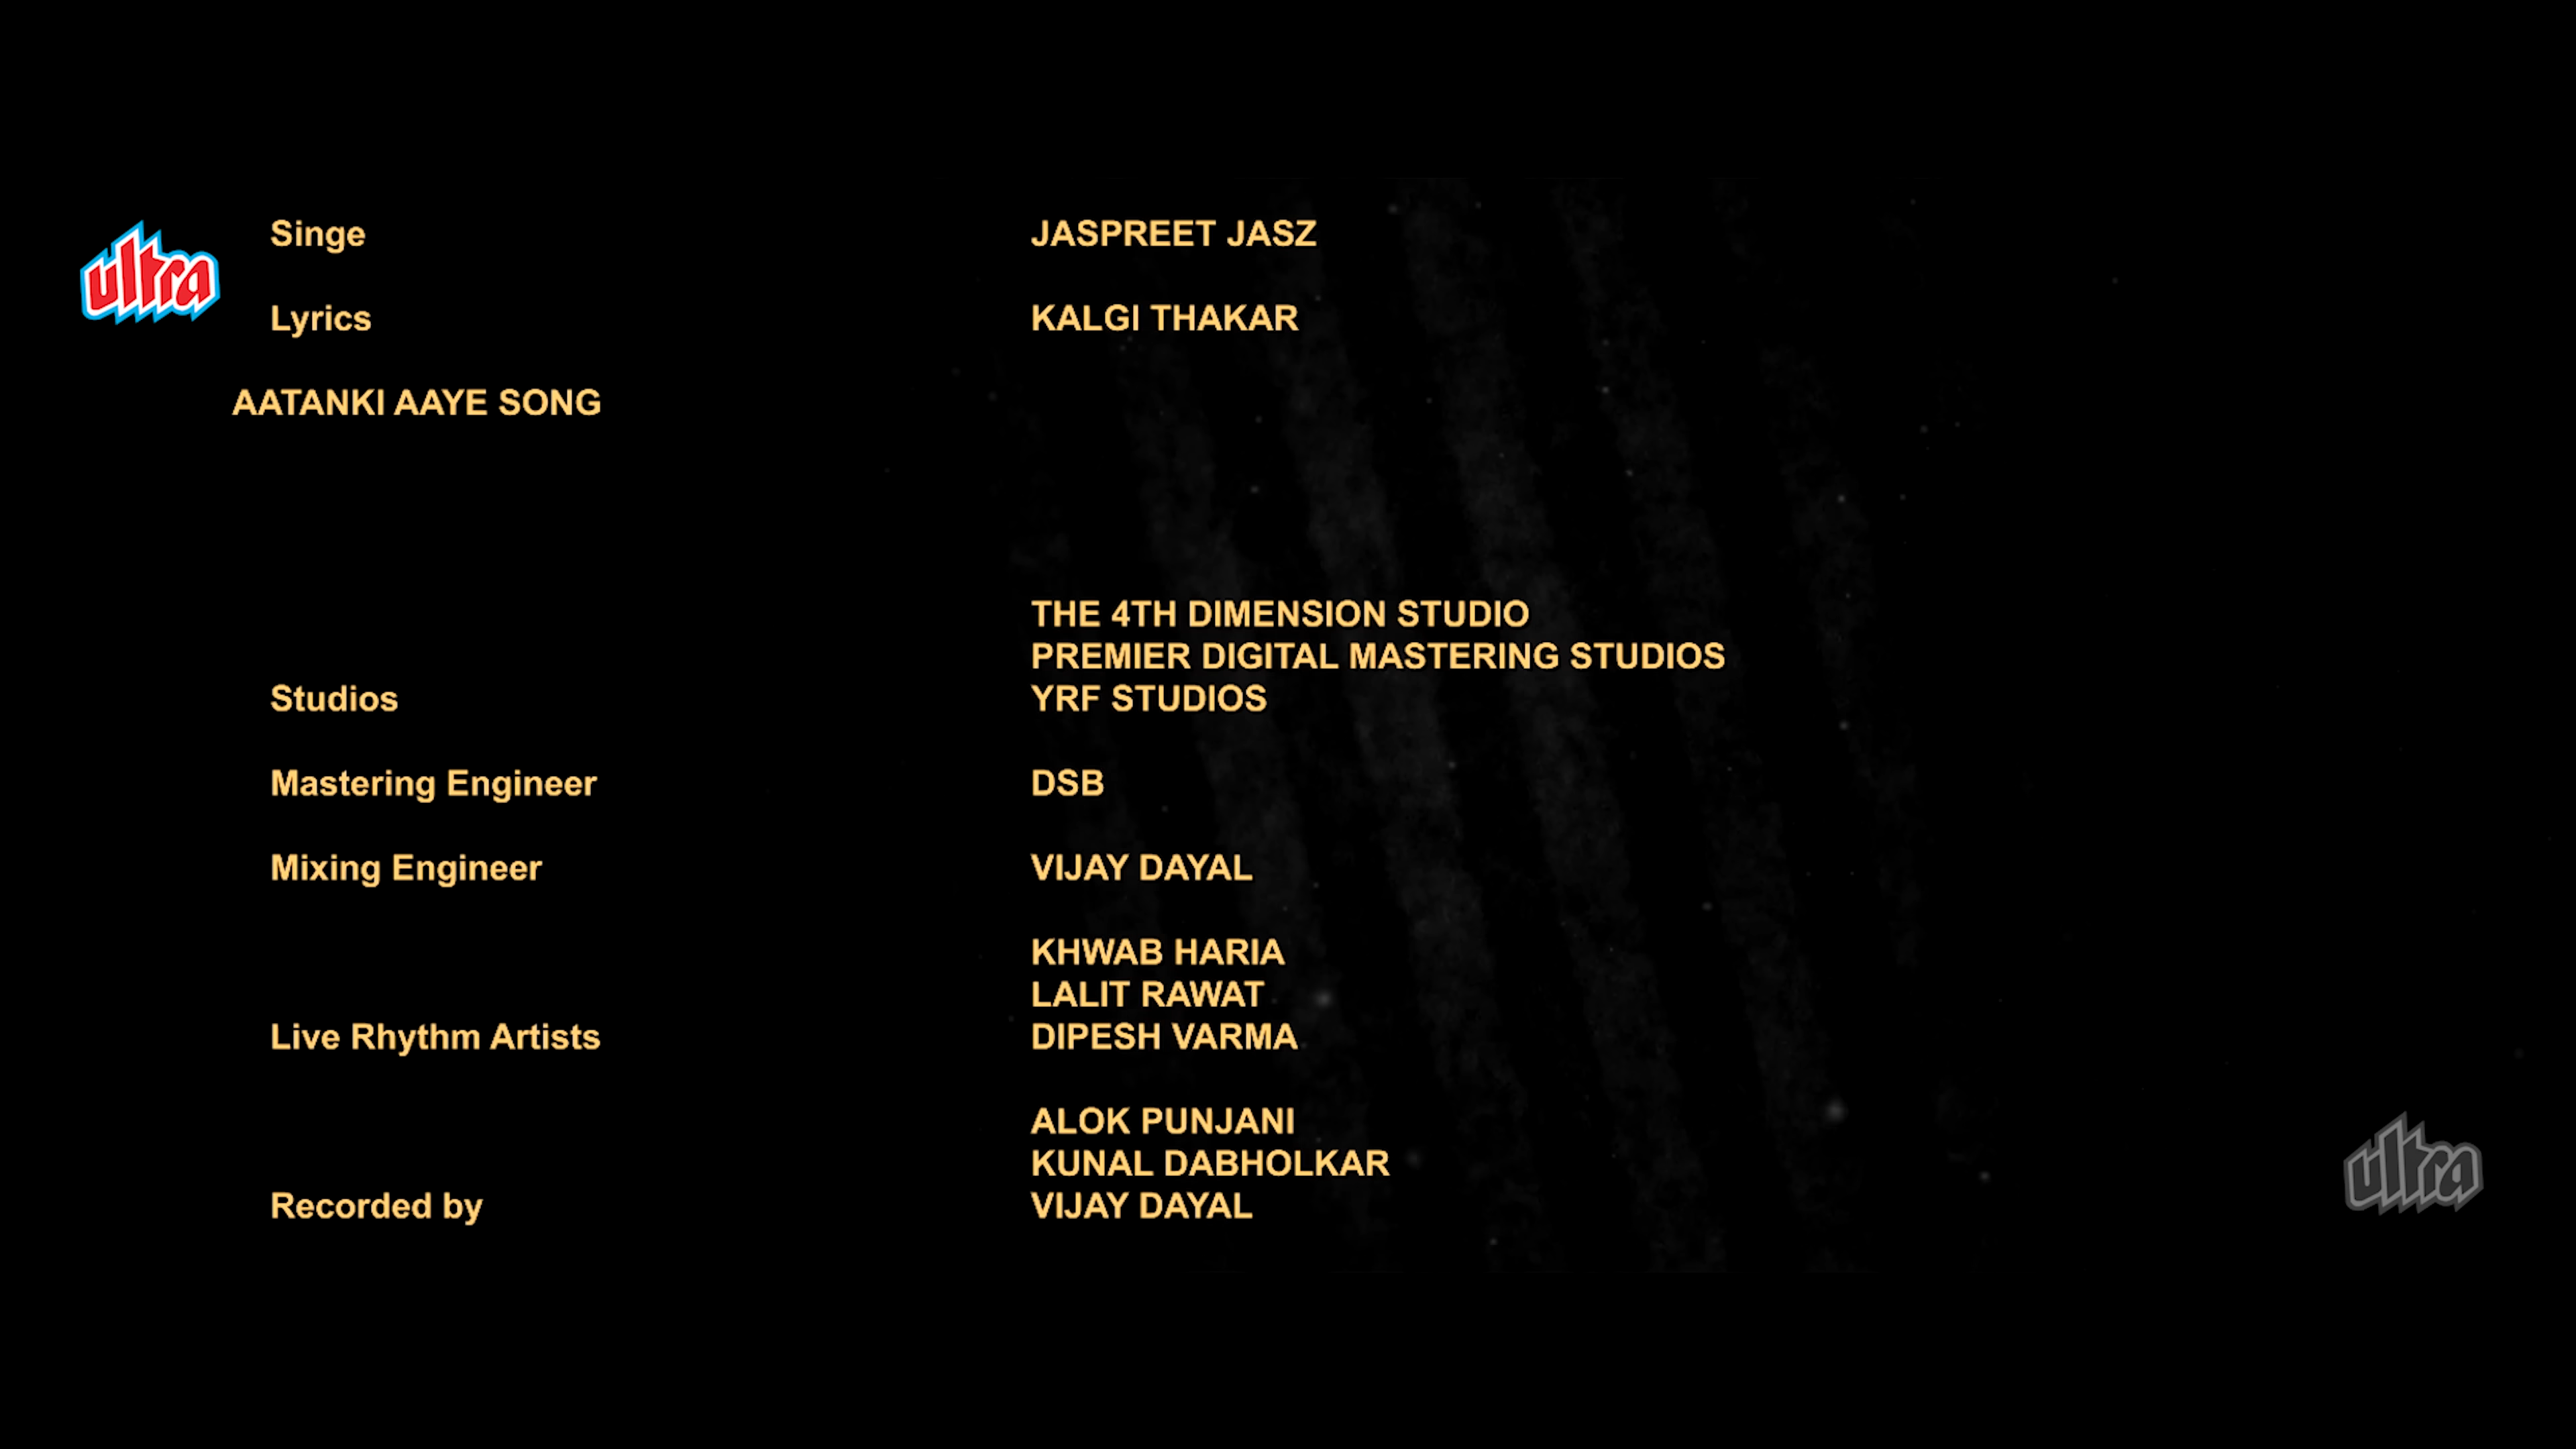 ultra
Singe JASPREET JASZ
Lyrics KALGI THAKAR
AATANKI AAYE SONG
THE 4TH DIMENSION STUDIO
PREMIER DIGITAL MASTERING STUDIOS
Studios YRF STUDIOS
Mastering Engineer DSB
Mixing Engineer VIJAY DAYAL
KHWAB HARIA
LALIT RAWAT
Live Rhythm Artists DIPESH VARMA
ALOK PUNJANI
KUNAL DABHOLKAR
Recorded by VIJAY DAYAL
ultra